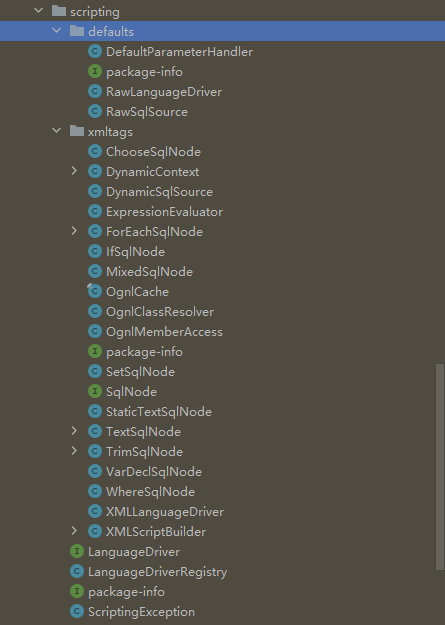 scripting
defaults
DefaultParameterHandler
package-info
RawLanguageDriver
RawSqlSource
xmltags
ChooseSqlNode
DynamicContext
DynamicSqlSource
ExpressionEvaluator
ForEachSqlNode
IfSqlNode
MixedSqlNode
OgnlCache
OgnlClassResolver
OgnlMemberAccess
package-info
SetSqlNode
SqlNode
StaticTextSqlNode
TextSqlNode
TrimSqlNode
VarDeclSqlNode
WhereSqlNode
XMLLanguageDriver
XMLScriptBuilder
LanguageDriver
LanguageDriverRegistry
package-info
ScriptingException